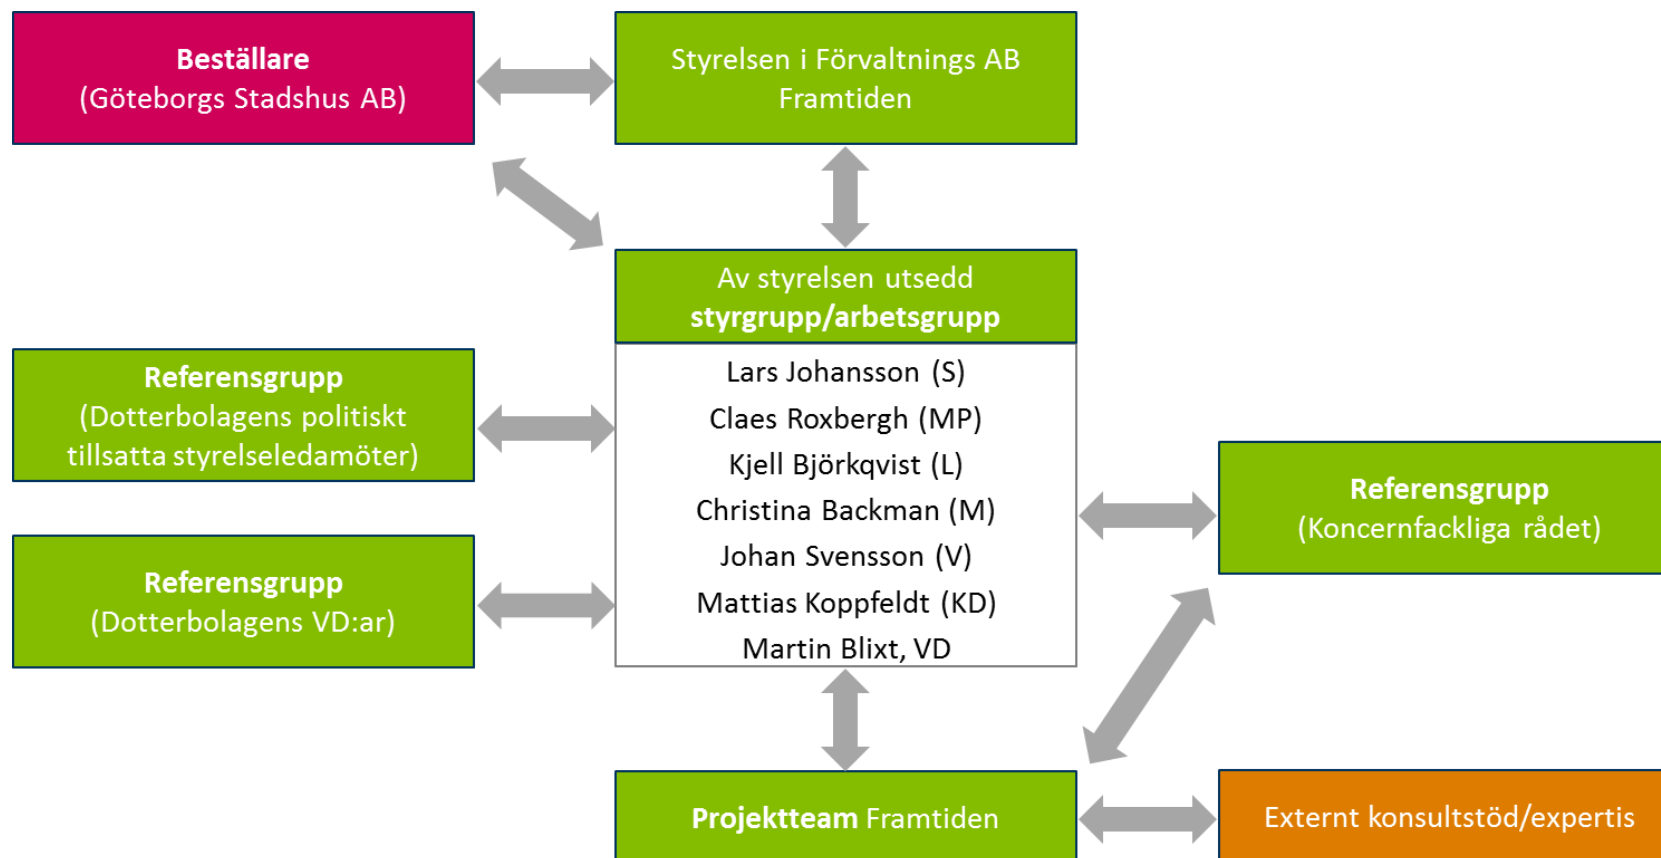 Beställare
(Göteborgs Stadshus AB)
Styrelsen i Förvaltnings AB
Framtiden
Av styrelsen utsedd
styrgrupp/arbetsgrupp
Lars Johansson (S)
Claes Roxbergh (MP)
Kjell Björkqvist (L)
Christina Backman (M)
Johan Svensson (V)
Mattias Koppfeldt (KD)
Martin Blixt, VD
Referensgrupp
(Dotterbolagens politiskt
tillsatta styrelseledamöter)
Referensgrupp
(Dotterbolagens VD:ar)
Referensgrupp
(Koncernfackliga rådet)
Projektteam Framtiden
Externt konsultstöd/expertis